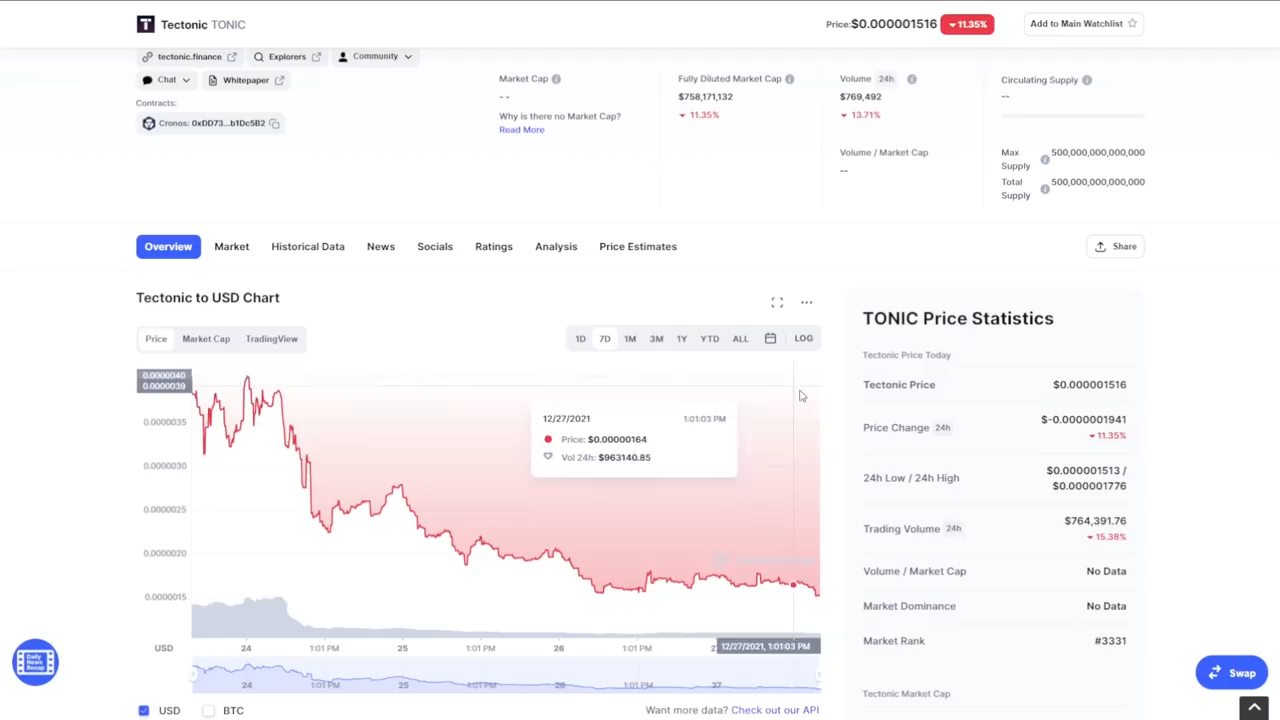 Tectonic TONIC
Price:$0.000001516 11.35%
Add to Main Watchlist
tectonic.finance
Explorers
Community
Chat
Whitepaper
Contracts:
Cronos: 0xDD73...b1Dc5B2
Market Cap
- -
Why is there no Market Cap?
Read More
Fully Diluted Market Cap
$758,171,132
11.35%
Volume 24h
$769,492
13.71%
Volume / Market Cap
--
Circulating Supply
--
Max Supply 500,000,000,000,000
Total Supply 500,000,000,000,000
Overview Market Historical Data News Socials Ratings Analysis Price Estimates
Share
Tectonic to USD Chart
Price Market Cap TradingView
1D 7D 1M 3M 1Y YTD ALL LOG
0.0000040
0.0000039
0.0000035
0.0000030
0.0000025
0.0000020
0.0000015
12/27/2021 1:01:03 PM
Price: $0.00000164
Vol 24h: $963140.85
USD 24 1:01 PM 25 1:01 PM 26 1:01 PM 12/27/2021, 1:01:03 PM
24 1:01 PM 25 1:01 PM 26 1:01 PM 27
USD BTC
Want more data? Check out our API
TONIC Price Statistics
Tectonic Price Today
Tectonic Price $0.000001516
Price Change 24h $-0.0000001941
11.35%
24h Low / 24h High $0.000001513 /
$0.000001776
Trading Volume 24h $764,391.76
15.38%
Volume / Market Cap No Data
Market Dominance No Data
Market Rank #3331
Tectonic Market Cap
Daily
News
Recap
Swap